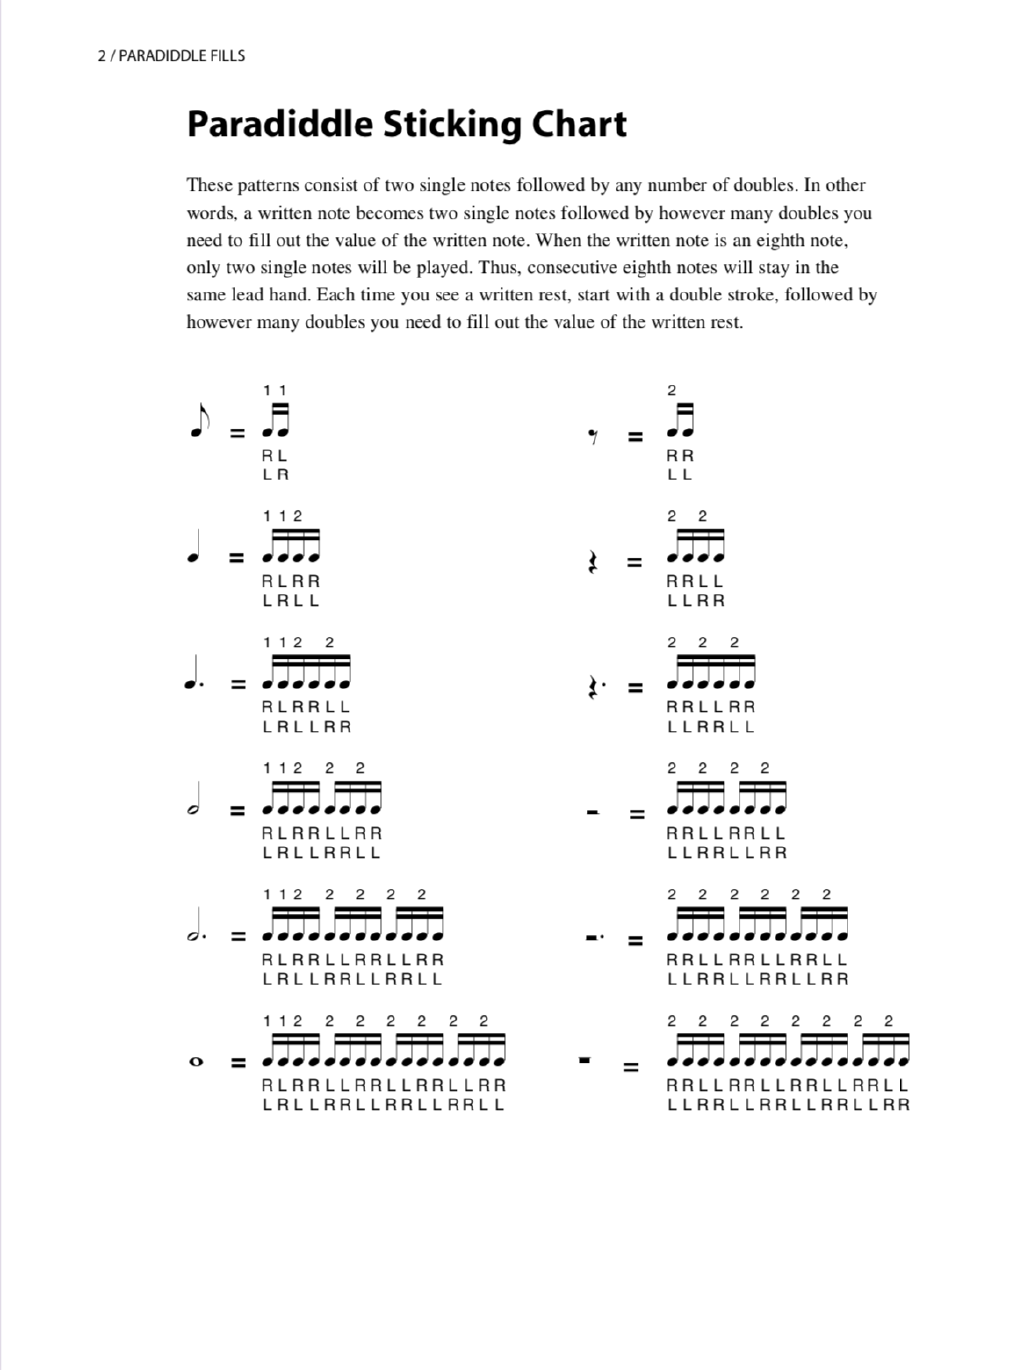 2 / PARADIDDLE FILLS
Paradiddle Sticking Chart
These patterns consist of two single notes followed by any number of doubles. In other
words, a written note becomes two single notes followed by however many doubles you
need to fill out the value of the written note. When the written note is an eighth note,
only two single notes will be played. Thus, consecutive eighth notes will stay in the
same lead hand. Each time you see a written rest, start with a double stroke, followed by
however many doubles you need to fill out the value of the written rest.
1 1
=
R L
L R
2
=
R R
L L
1 1 2
=
R L R R
L R L L
2 2
=
R R L L
L L R R
1 1 2 2
=
R L R R L L
L R L L R R
2 2 2
=
R R L L R R
L L R R L L
1 1 2 2 2
=
R L R R L L R R
L R L L R R L L
2 2 2 2
=
R R L L R R L L
L L R R L L R R
1 1 2 2 2 2 2
=
R L R R L L R R L L R R
L R L L R R L L R R L L
2 2 2 2 2 2
=
R R L L R R L L R R L L
L L R R L L R R L L R R
1 1 2 2 2 2 2 2 2
=
R L R R L L R R L L R R L L R R
L R L L R R L L R R L L R R L L
2 2 2 2 2 2 2 2
=
R R L L R R L L R R L L R R L L
L L R R L L R R L L R R L L R R